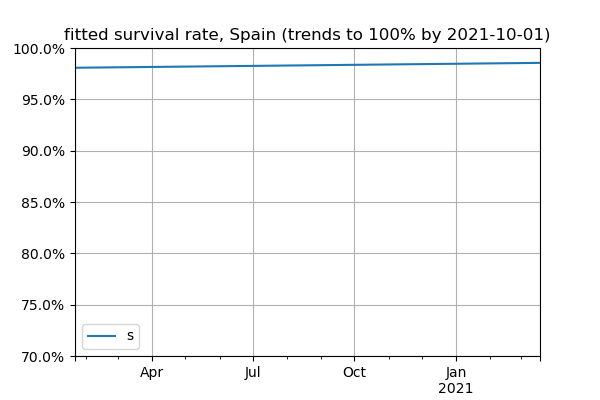 fitted survival rate, Spain (trends to 100% by 2021-10-01)
100.0%
95.0%
90.0%
85.0%
80.0%
75.0%
70.0%
s
Apr
Jul
Oct
Jan
2021